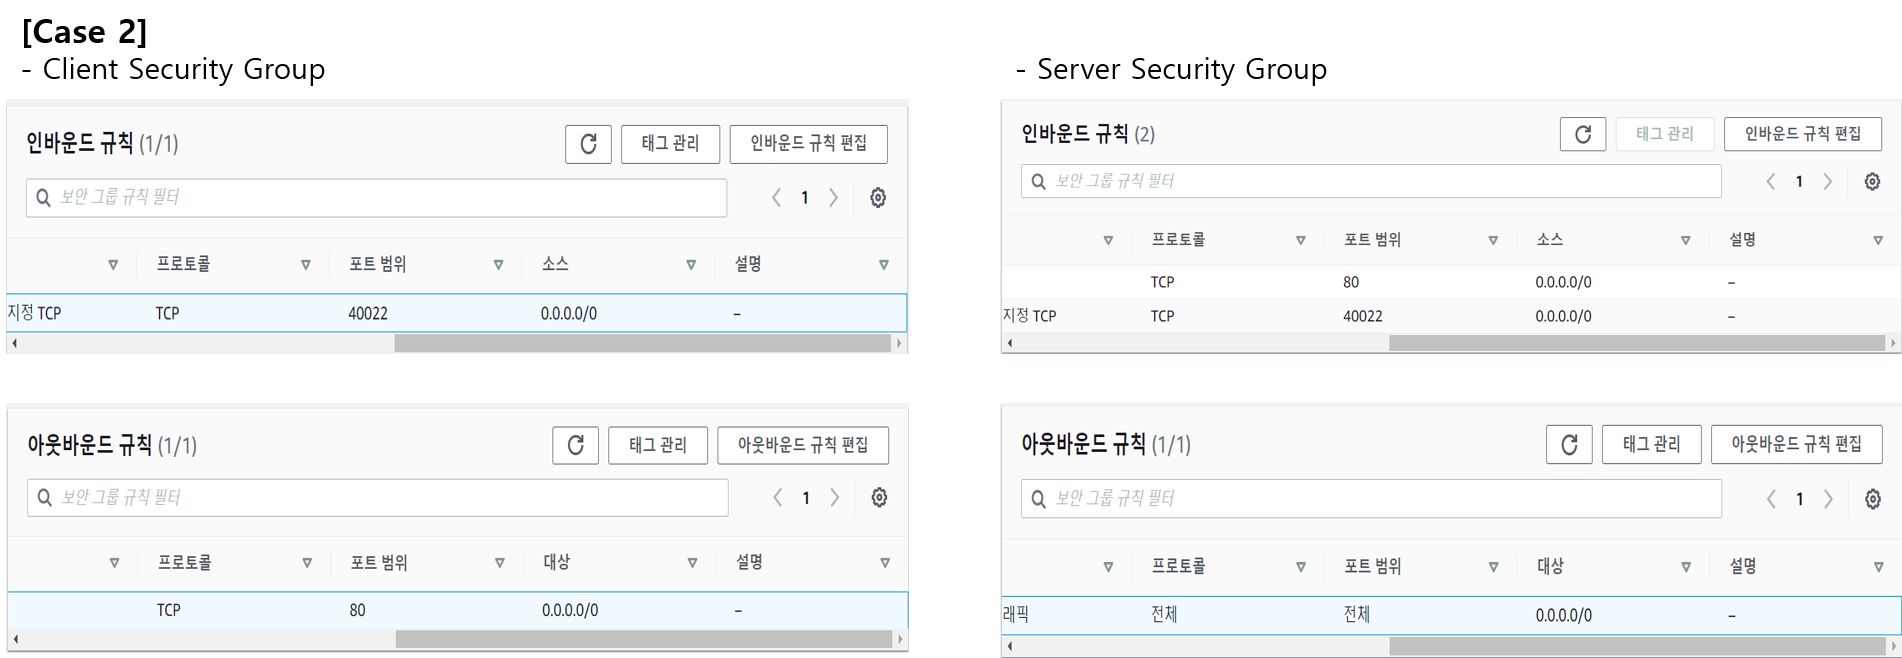 [Case 2]
- Client Security Group
인바운드 규칙 (1/1)
태그 관리
인바운드 규칙 편집
보안 그룹 규칙 필터
1
프로토콜 포트 범위 소스 설명
지정 TCP TCP 40022 0.0.0.0/0 –
아웃바운드 규칙 (1/1)
태그 관리
아웃바운드 규칙 편집
보안 그룹 규칙 필터
1
프로토콜 포트 범위 대상 설명
TCP 80 0.0.0.0/0 –
- Server Security Group
인바운드 규칙 (2)
태그 관리
인바운드 규칙 편집
보안 그룹 규칙 필터
1
프로토콜 포트 범위 소스 설명
TCP 80 0.0.0.0/0 –
지정 TCP TCP 40022 0.0.0.0/0 –
아웃바운드 규칙 (1/1)
태그 관리
아웃바운드 규칙 편집
보안 그룹 규칙 필터
1
프로토콜 포트 범위 대상 설명
래픽 전체 전체 0.0.0.0/0 –